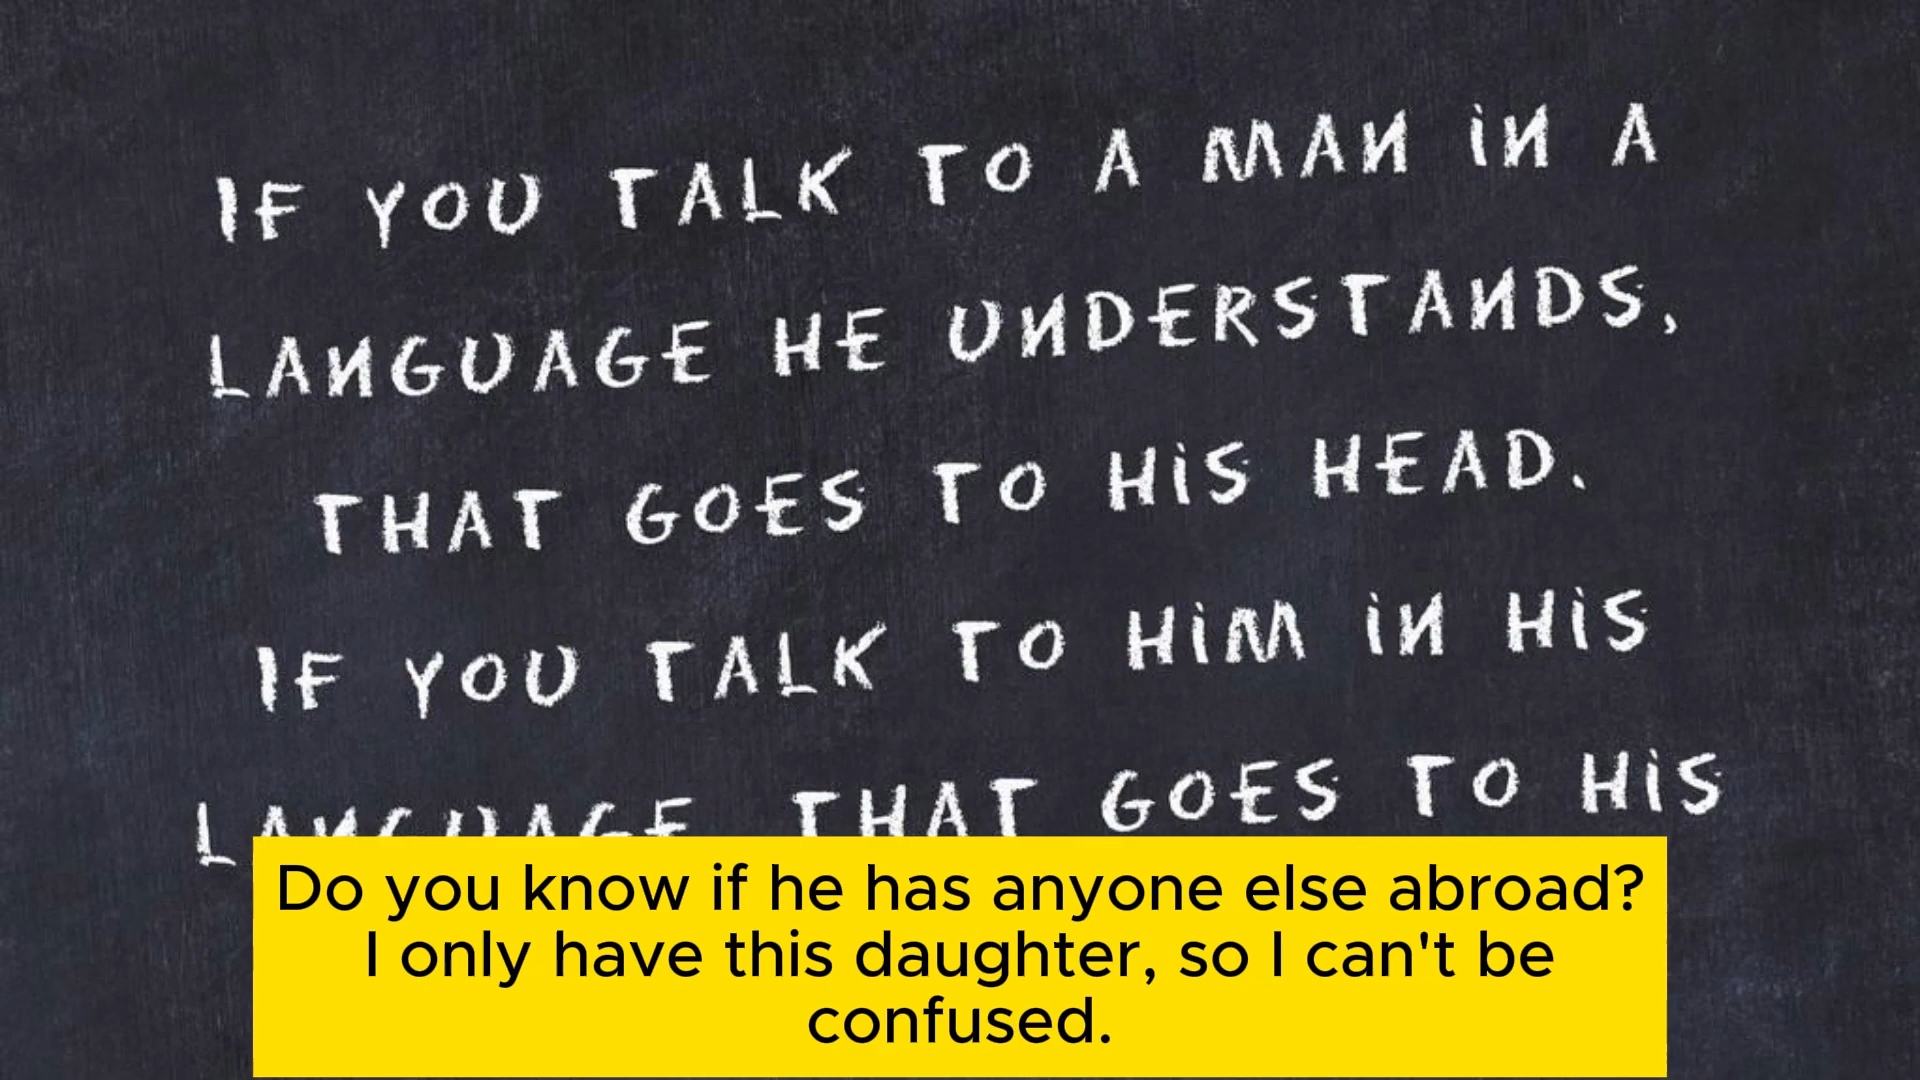 IF YOU TALK TO A MAN IN A
LANGUAGE HE UNDERSTANDS,
THAT GOES TO HIS HEAD.
IF YOU TALK TO HIM IN HIS
LANGUAGE THAT GOES TO HIS
Do you know if he has anyone else abroad?
I only have this daughter, so I can't be
confused.